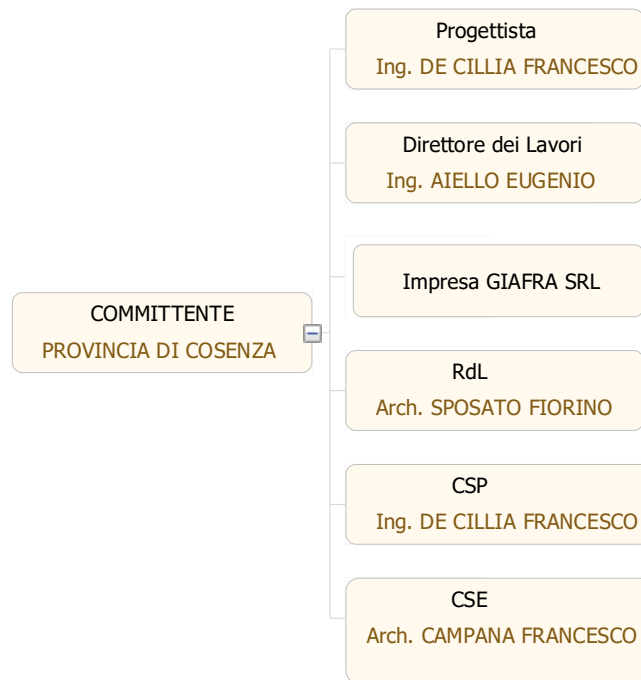 Progettista
Ing. DE CILLIA FRANCESCO
Direttore dei Lavori
Ing. AIELLO EUGENIO
Impresa GIAFRA SRL
COMMITTENTE
PROVINCIA DI COSENZA
RdL
Arch. SPOSATO FIORINO
CSP
Ing. DE CILLIA FRANCESCO
CSE
Arch. CAMPANA FRANCESCO